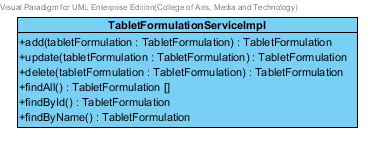 Visual Paradigm for UML Enterprise Edition(College of Arts, Media and Technology)
TabletFormulationServiceImpl
+add(tabletFormulation : TabletFormulation) : TabletFormulation
+update(tabletFormulation : TabletFormulation) : TabletFormulation
+delete(tabletFormulation : TabletFormulation) : TabletFormulation
+findAll() : TabletFormulation []
+findById() : TabletFormulation
+findByName() : TabletFormulation